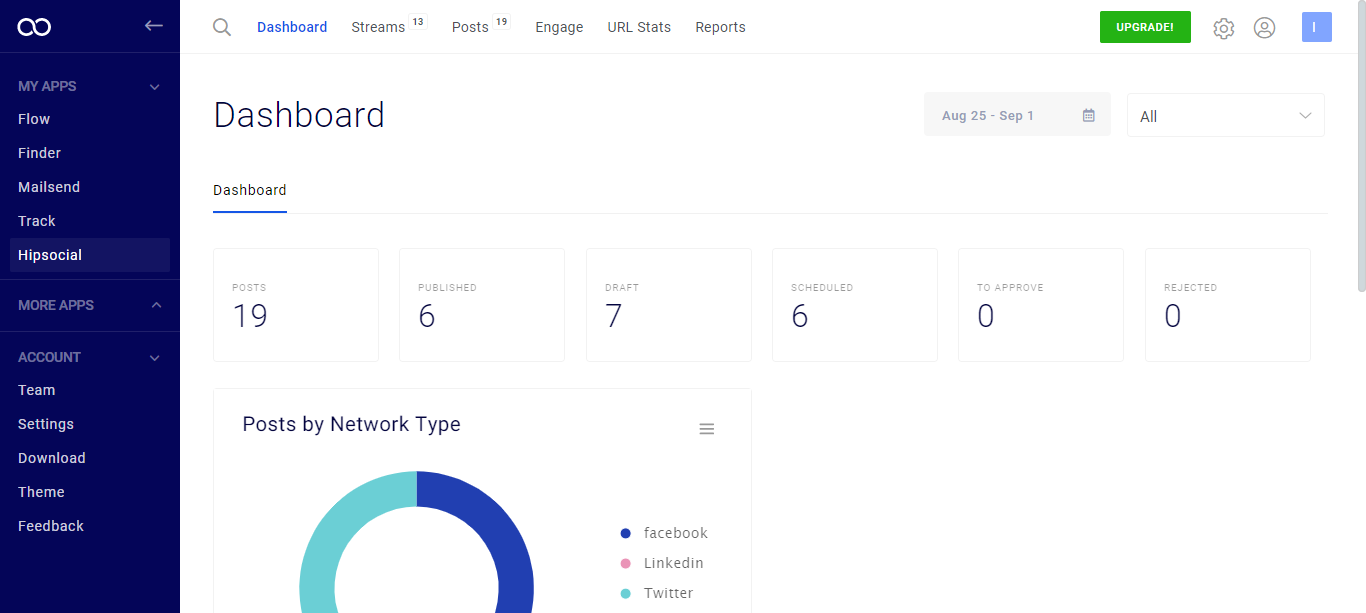 Dashboard Streams 13 Posts 19 Engage URL Stats Reports UPGRADE! I
MY APPS
Flow
Finder
Mailsend
Track
Hipsocial
MORE APPS
ACCOUNT
Team
Settings
Download
Theme
Feedback
Dashboard
Aug 25 - Sep 1
All
Dashboard
POSTS
19
PUBLISHED
6
DRAFT
7
SCHEDULED
6
TO APPROVE
0
REJECTED
0
Posts by Network Type
facebook
Linkedin
Twitter